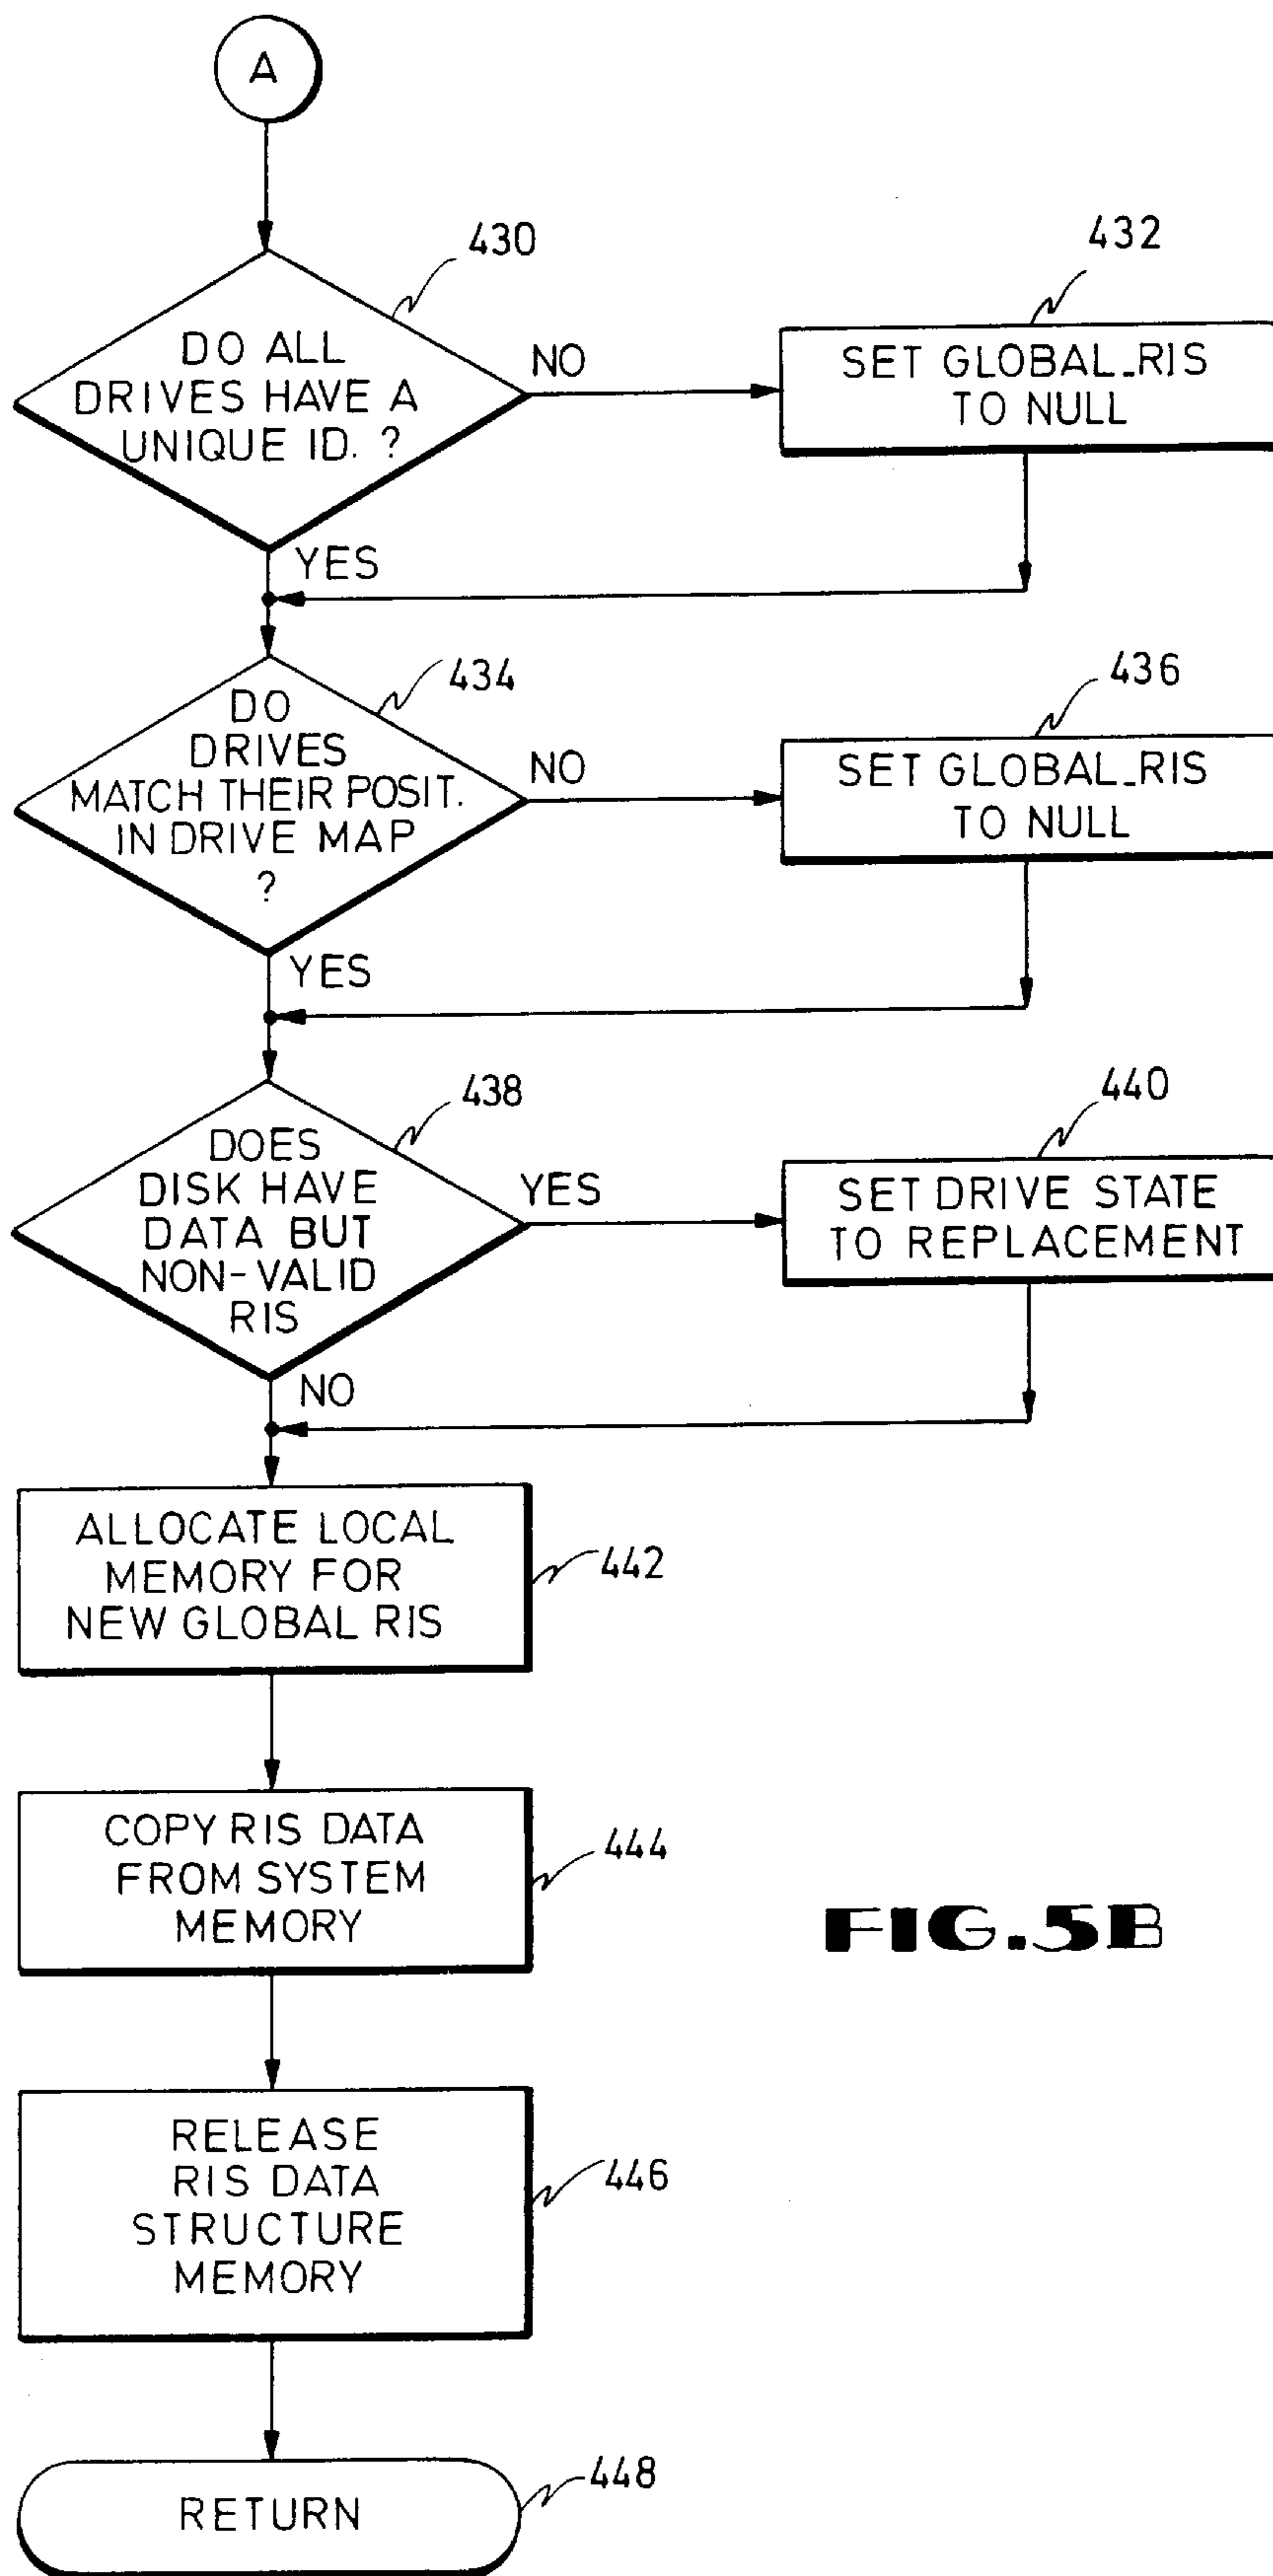 A
430
DO ALL
DRIVES HAVE A
UNIQUE ID. ?
NO
YES
432
SET GLOBAL_RIS
TO NULL
434
DO
DRIVES
MATCH THEIR POSIT.
IN DRIVE MAP
?
NO
YES
436
SET GLOBAL_RIS
TO NULL
438
DOES
DISK HAVE
DATA BUT
NON-VALID
RIS
YES
NO
440
SET DRIVE STATE
TO REPLACEMENT
ALLOCATE LOCAL
MEMORY FOR
NEW GLOBAL RIS
442
COPY RIS DATA
FROM SYSTEM
MEMORY
444
FIG.5B
RELEASE
RIS DATA
STRUCTURE
MEMORY
446
RETURN
448